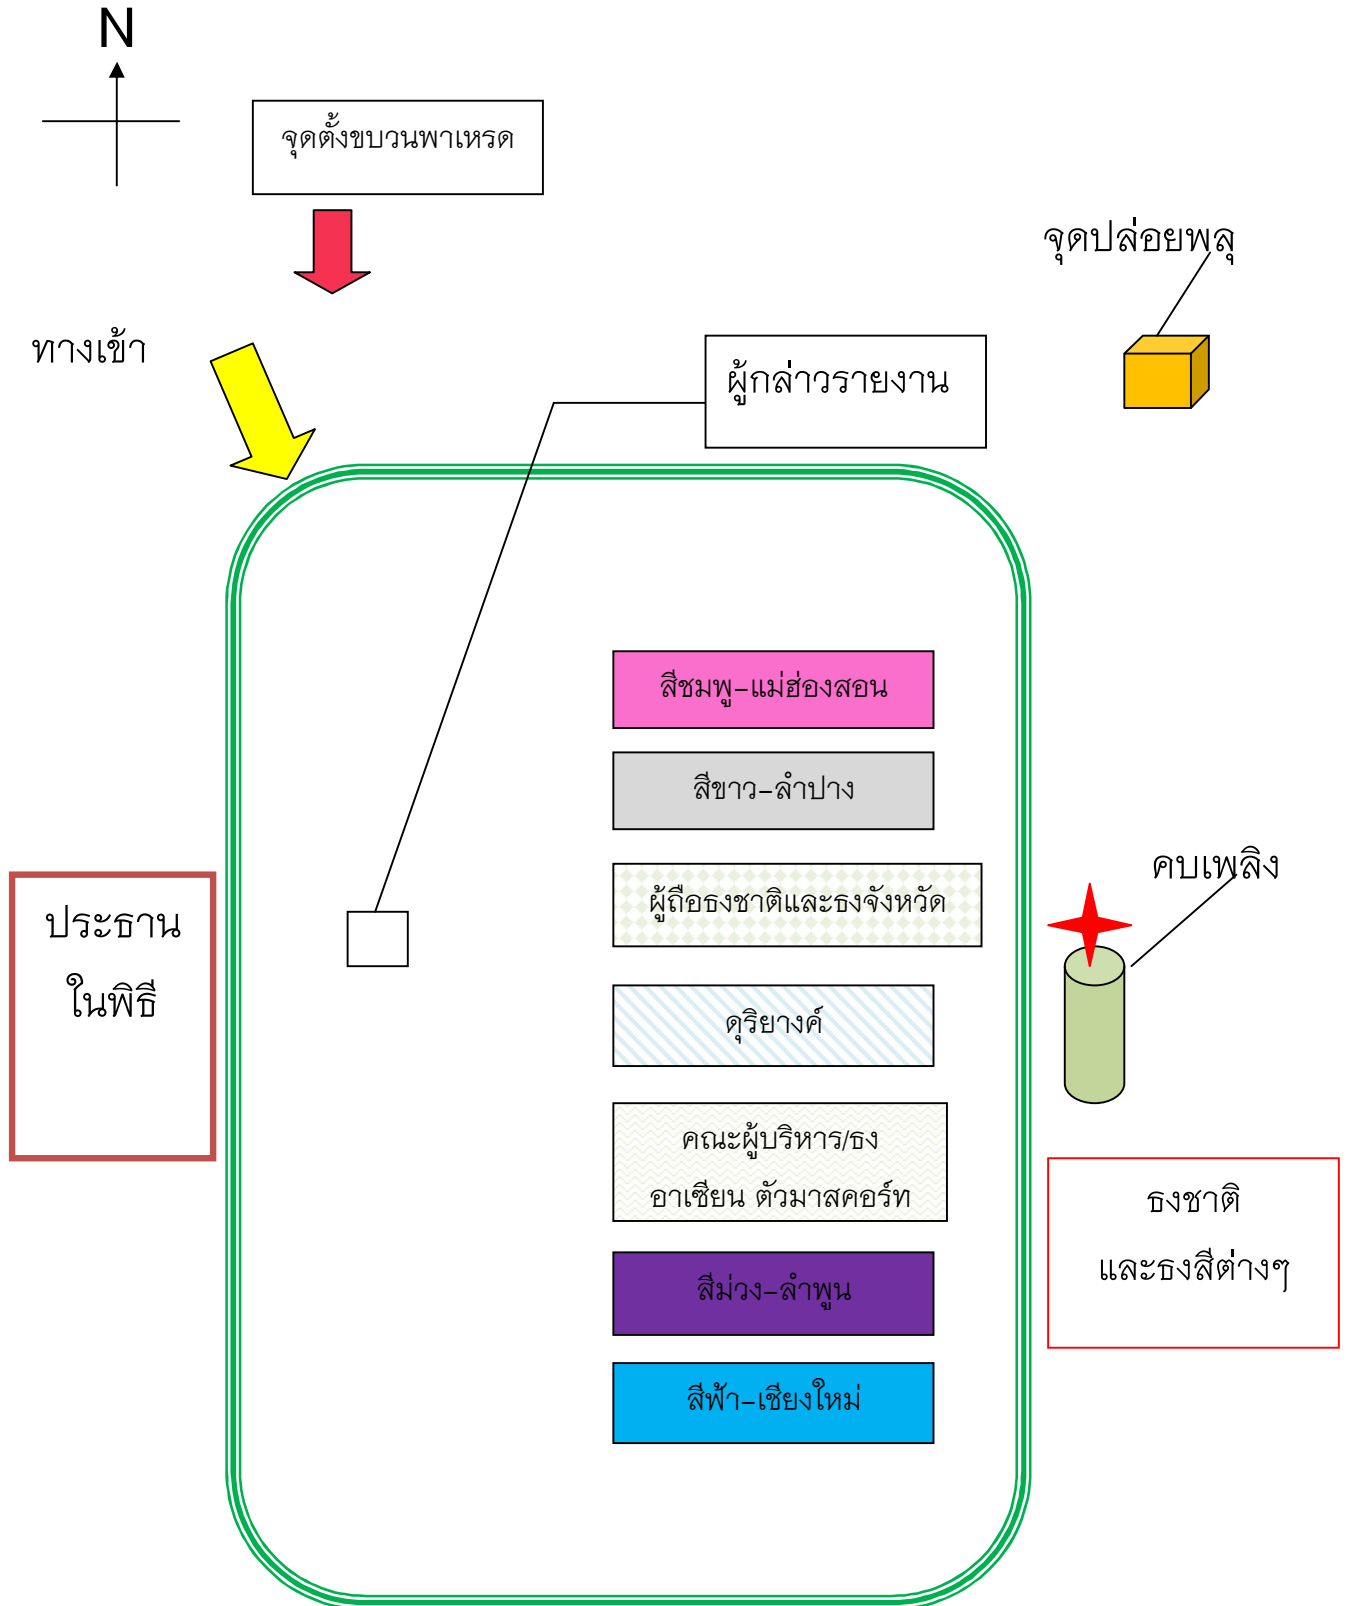 N
จุดตั้งขบวนพาเหรด
จุดปล่อยพลุ
ทางเข้า
ผู้กล่าวรายงาน
สีชมพู-แม่ฮ่องสอน
สีขาว-ลำปาง
คบเพลิง
ผู้ถือธงชาติและธงจังหวัด
ประธาน
ในพิธี
ดุริยางค์
คณะผู้บริหาร/ธง
อาเซียน ตัวมาสคอร์ท
ธงชาติ
และธงสีต่างๆ
สีม่วง-ลำพูน
สีฟ้า-เชียงใหม่